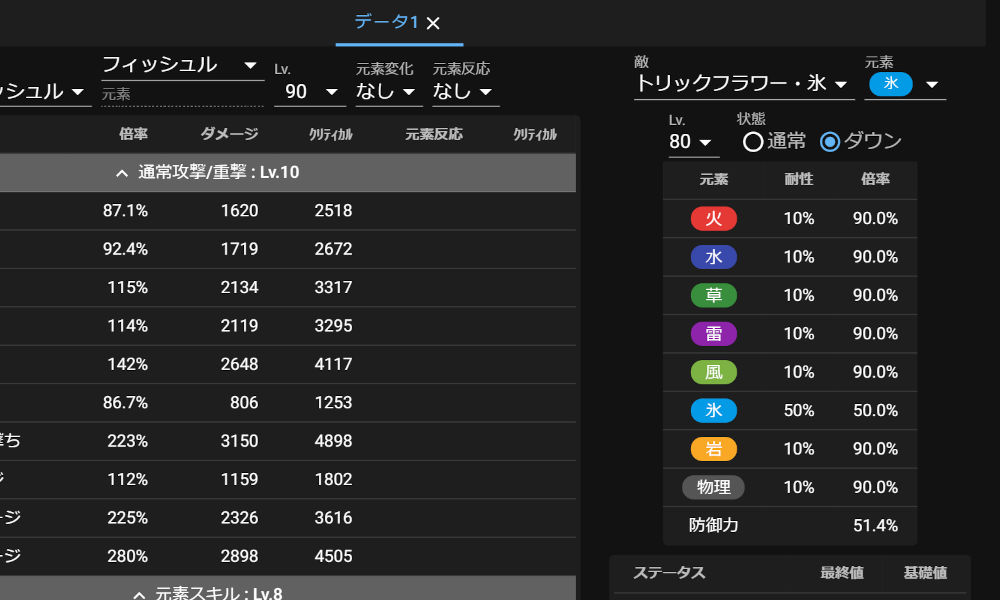 データ1 ×
フィッシュル Lv. 元素変化 元素反応
ッシュル 元素 90 なし なし
倍率 ダメージ クリティカル 元素反応 クリティカル
通常攻撃/重撃 : Lv.10
87.1% 1620 2518
92.4% 1719 2672
115% 2134 3317
114% 2119 3295
142% 2648 4117
86.7% 806 1253
撃ち 223% 3150 4898
ジ 112% 1159 1802
ージ 225% 2326 3616
ージ 280% 2898 4505
元素スキル : Lv.8
敵 元素
トリックフラワー・氷 氷
Lv. 状態
80 通常 ダウン
元素 耐性 倍率
火 10% 90.0%
水 10% 90.0%
草 10% 90.0%
雷 10% 90.0%
風 10% 90.0%
氷 50% 50.0%
岩 10% 90.0%
物理 10% 90.0%
防御力 51.4%
ステータス 最終値 基礎値